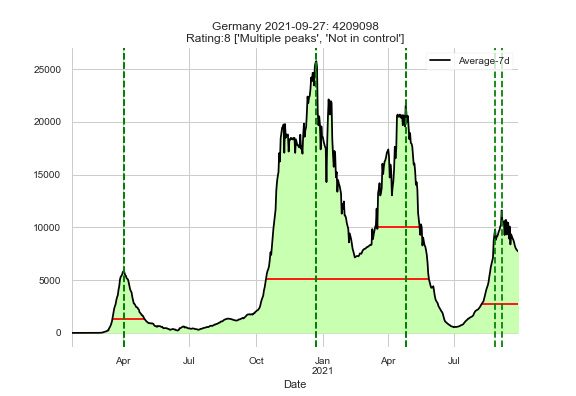 Germany 2021-09-27: 4209098
Rating:8 ['Multiple peaks', 'Not in control']
Average-7d
25000
20000
15000
10000
5000
0
Apr Jul Oct Jan Apr Jul
2021
Date